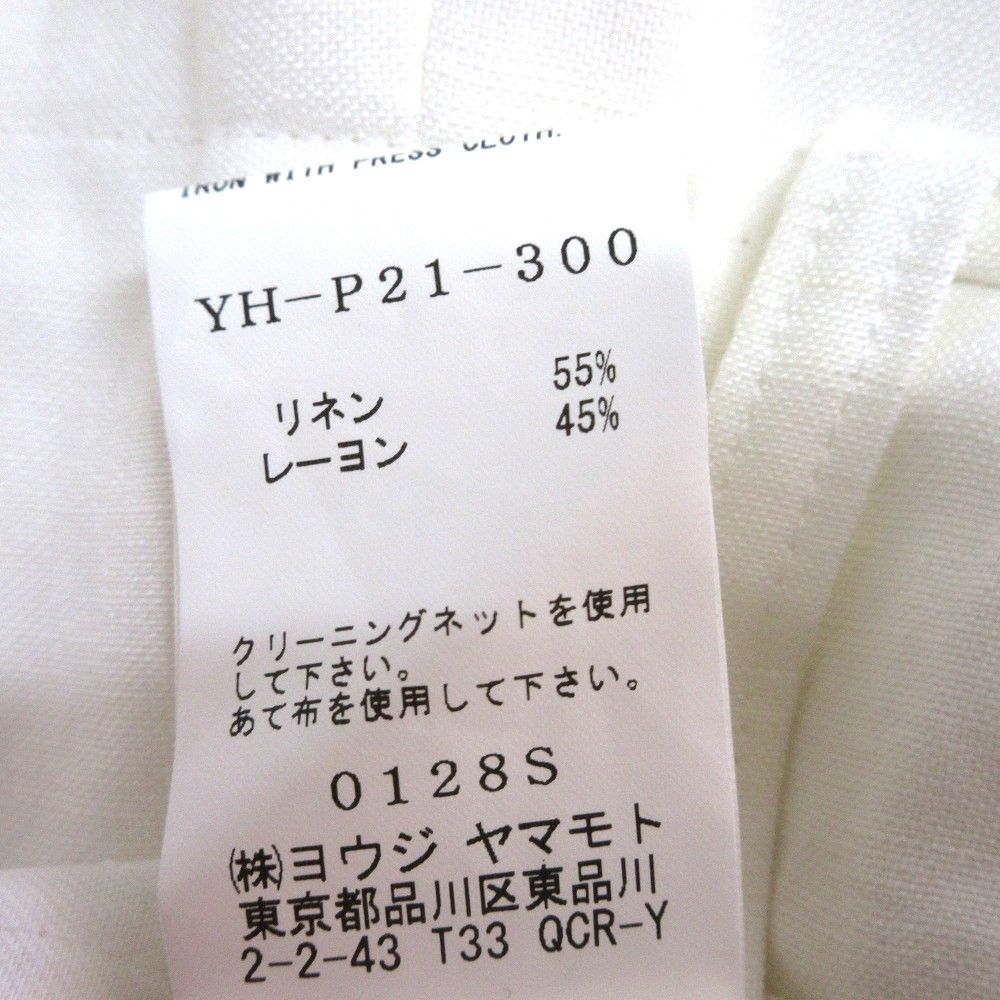 IRON WITH PRESS CLOTH.
YH-P21-300
リネン 55%
レーヨン 45%
クリーニングネットを使用
して下さい。
あて布を使用して下さい。
0128S
㈱ヨウジ ヤマモト
東京都品川区東品川
2-2-43 T33 QCR-Y